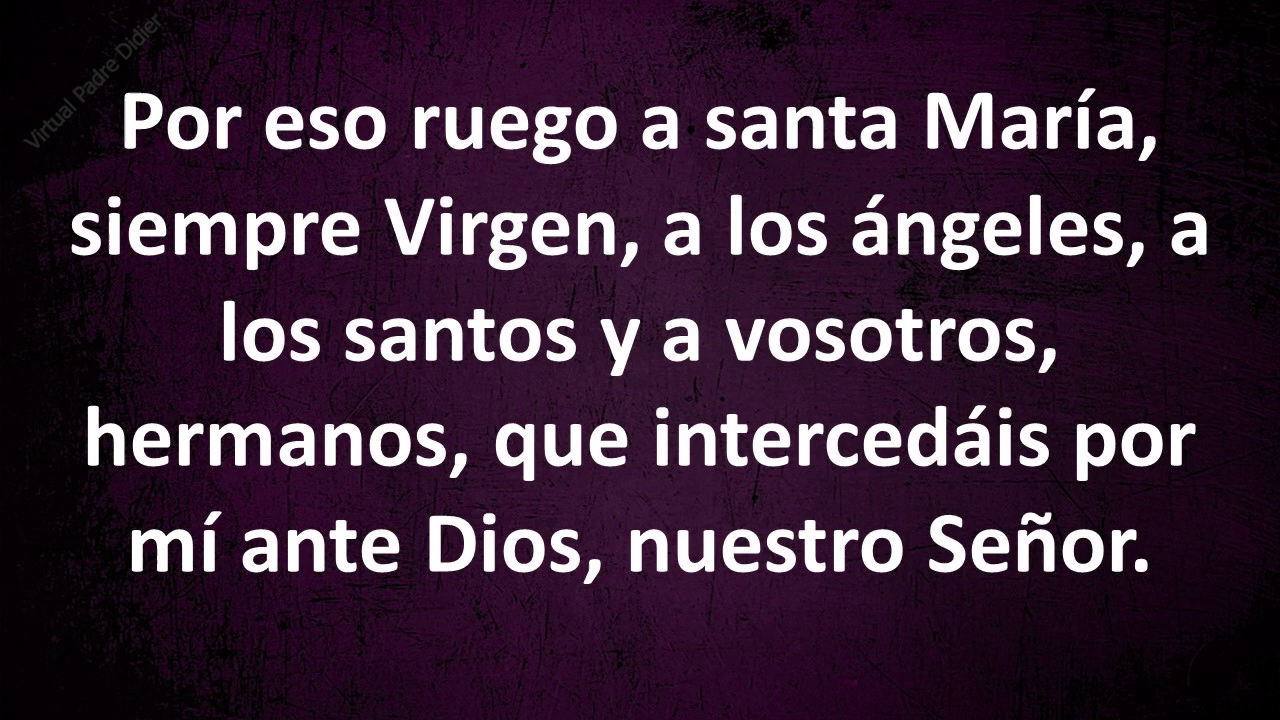 Virtual Padre Didier
Por eso ruego a santa María,
siempre Virgen, a los ángeles, a
los santos y a vosotros,
hermanos, que intercedáis por
mí ante Dios, nuestro Señor.